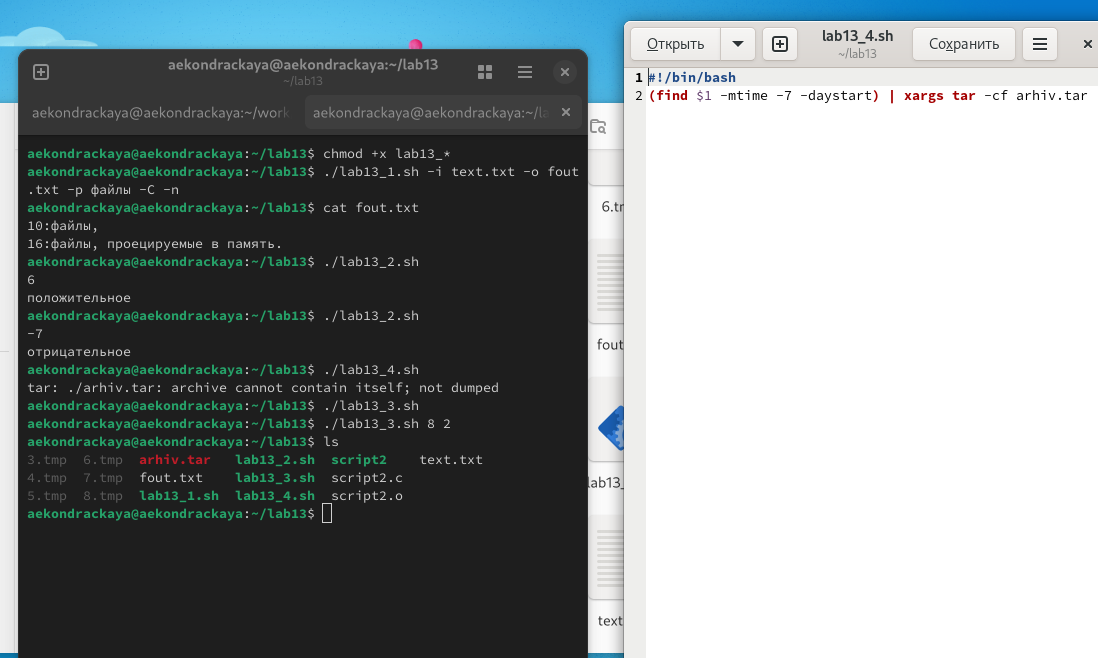 aekondrackaya@aekondrackaya:~/lab13
~/lab13
aekondrackaya@aekondrackaya:~/work
aekondrackaya@aekondrackaya:~/la
aekondrackaya@aekondrackaya:~/lab13$ chmod +x lab13_*
aekondrackaya@aekondrackaya:~/lab13$ ./lab13_1.sh -i text.txt -o fout
.txt -p файлы -C -n
aekondrackaya@aekondrackaya:~/lab13$ cat fout.txt
10:файлы,
16:файлы, проецируемые в память.
aekondrackaya@aekondrackaya:~/lab13$ ./lab13_2.sh
6
положительное
aekondrackaya@aekondrackaya:~/lab13$ ./lab13_2.sh
-7
отрицательное
aekondrackaya@aekondrackaya:~/lab13$ ./lab13_4.sh
tar: ./arhiv.tar: archive cannot contain itself; not dumped
aekondrackaya@aekondrackaya:~/lab13$ ./lab13_3.sh
aekondrackaya@aekondrackaya:~/lab13$ ./lab13_3.sh 8 2
aekondrackaya@aekondrackaya:~/lab13$ ls
3.tmp 6.tmp arhiv.tar lab13_2.sh script2 text.txt
4.tmp 7.tmp fout.txt lab13_3.sh script2.c
5.tmp 8.tmp lab13_1.sh lab13_4.sh script2.o
aekondrackaya@aekondrackaya:~/lab13$
6.tm
fout
lab13_
text
Открыть
lab13_4.sh
~/lab13
Сохранить
1 #!/bin/bash
2 (find $1 -mtime -7 -daystart) | xargs tar -cf arhiv.tar